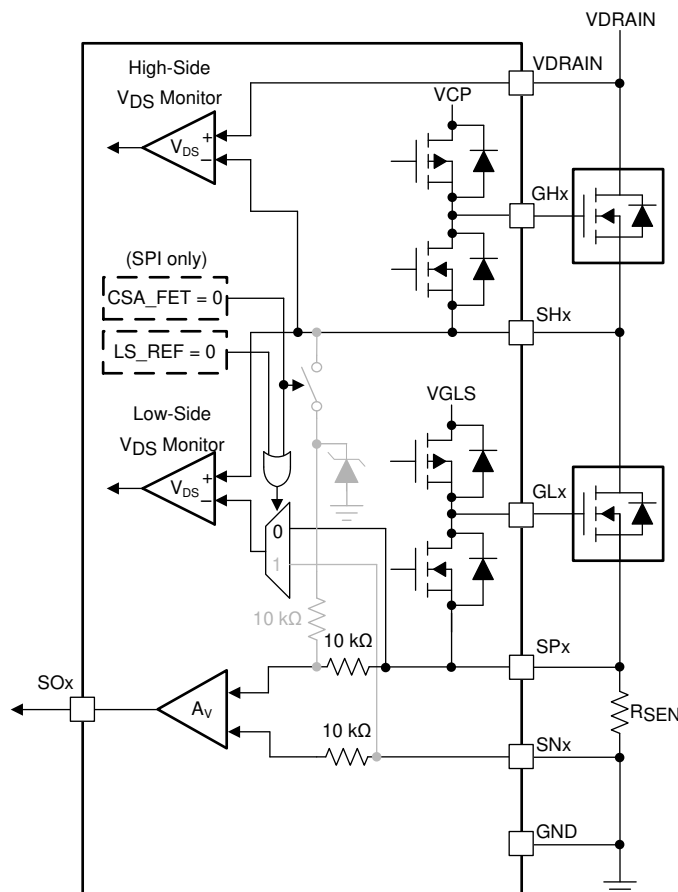 VDRAIN
High-Side
VDS Monitor
VDRAIN
VCP
+
VDS
–
GHx
(SPI only)
CSA_FET = 0
SHx
LS_REF = 0
Low-Side
VDS Monitor
VGLS
+
VDS
–
GLx
0
1
10 kΩ
10 kΩ
SPx
SOx
AV
RSEN
10 kΩ
SNx
GND